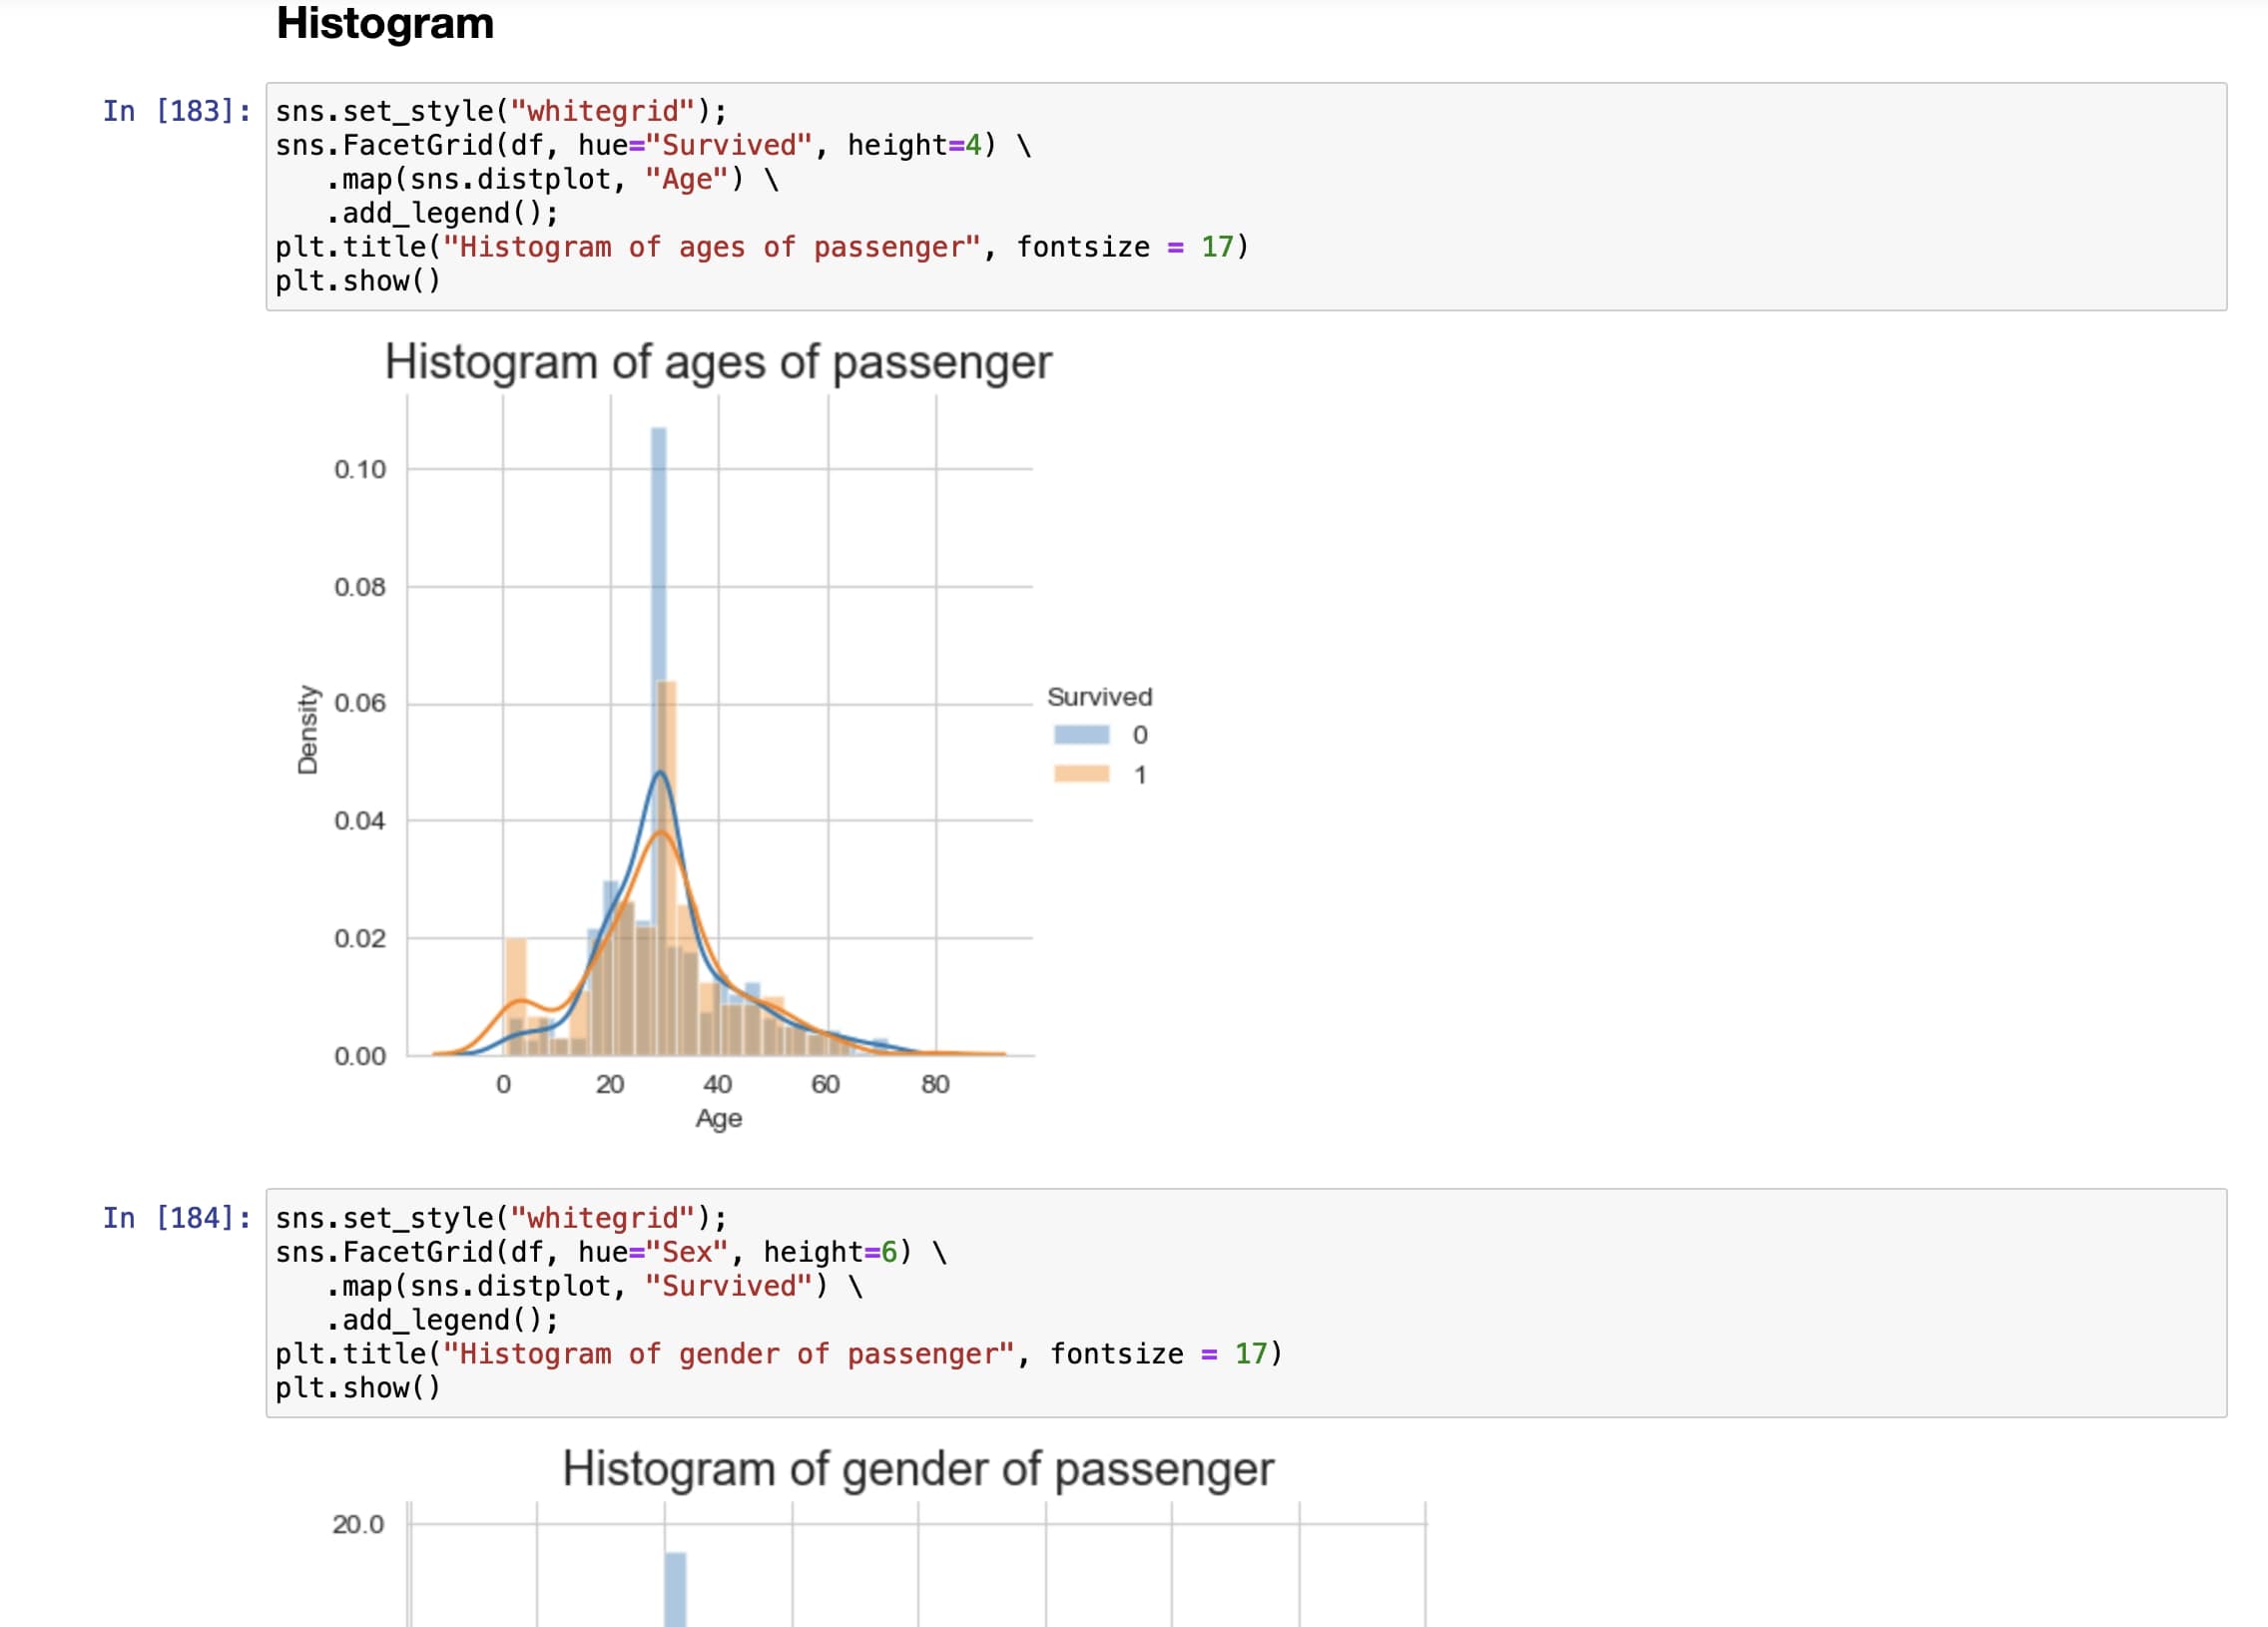 Histogram
In [183]:
sns.set_style("whitegrid");
sns.FacetGrid(df, hue="Survived", height=4) \
   .map(sns.distplot, "Age") \
   .add_legend();
plt.title("Histogram of ages of passenger", fontsize = 17)
plt.show()
Histogram of ages of passenger
0.10
0.08
0.06
0.04
0.02
0.00
Density
0 20 40 60 80
Age
Survived
0
1
In [184]:
sns.set_style("whitegrid");
sns.FacetGrid(df, hue="Sex", height=6) \
   .map(sns.distplot, "Survived") \
   .add_legend();
plt.title("Histogram of gender of passenger", fontsize = 17)
plt.show()
Histogram of gender of passenger
20.0